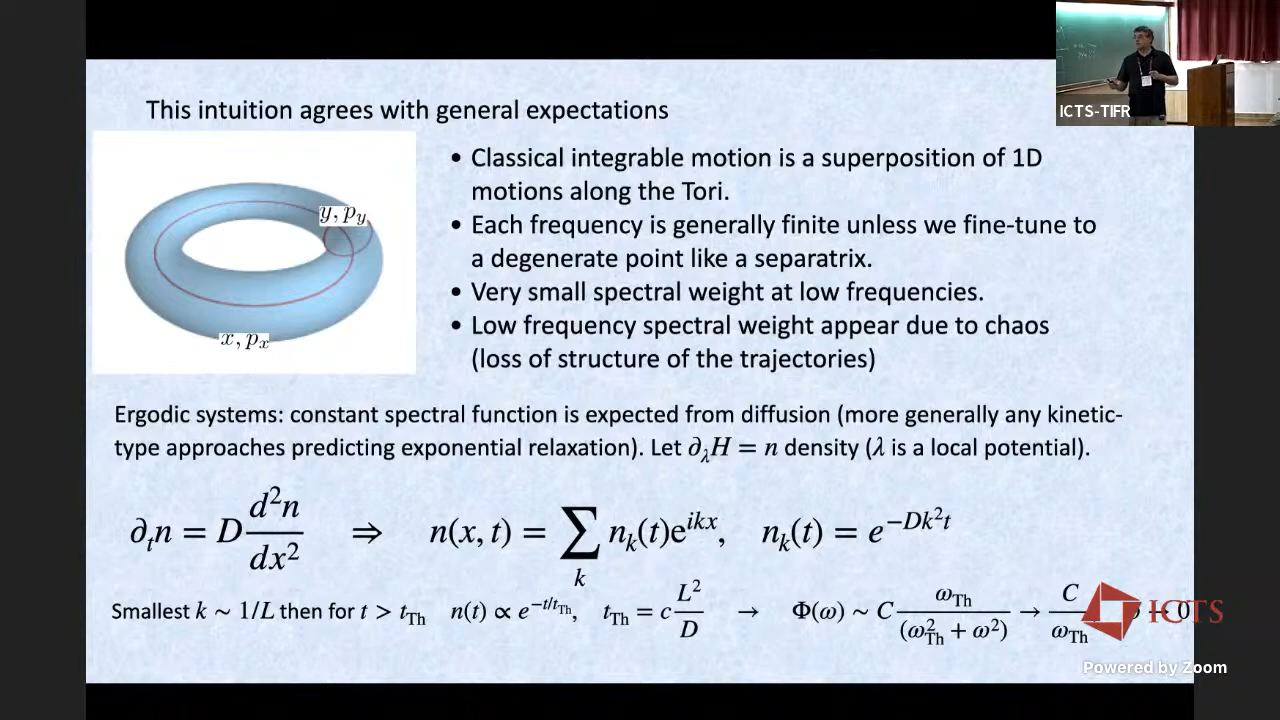 This intuition agrees with general expectations
ICTS-TIFR
y, p_y
x, p_x
• Classical integrable motion is a superposition of 1D
motions along the Tori.
• Each frequency is generally finite unless we fine-tune to
a degenerate point like a separatrix.
• Very small spectral weight at low frequencies.
• Low frequency spectral weight appear due to chaos
(loss of structure of the trajectories)
Ergodic systems: constant spectral function is expected from diffusion (more generally any kinetic-
type approaches predicting exponential relaxation). Let ∂_λH = n density (λ is a local potential).
∂_t n = D d²n/dx² ⇒ n(x, t) = ∑_k n_k(t)e^{ikx}, n_k(t) = e^{−Dk²t}
Smallest k ~ 1/L then for t > t_Th n(t) ∝ e^{−t/t_Th}, t_Th = c L²/D → Φ(ω) ~ C ω_Th/(ω²_Th + ω²) → C/ω_Th → 0
ICTS
Powered by Zoom